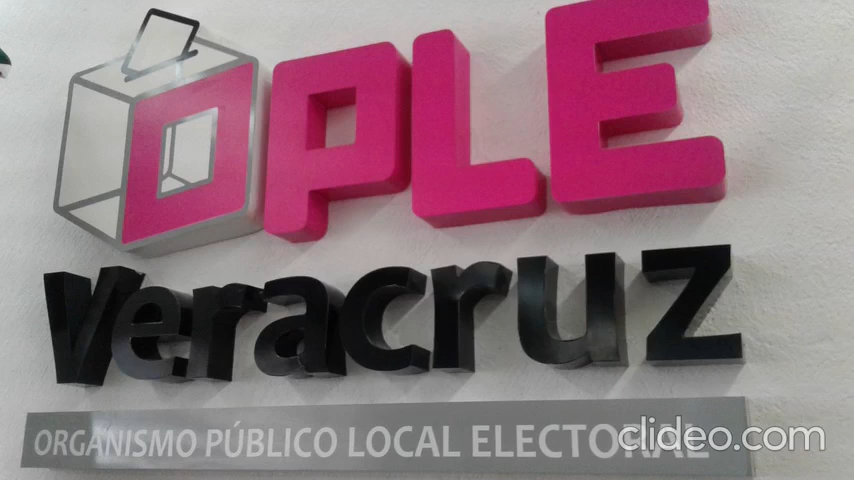 OPLE
Veracruz
ORGANISMO PÚBLICO LOCAL ELECTORAL
clideo.com